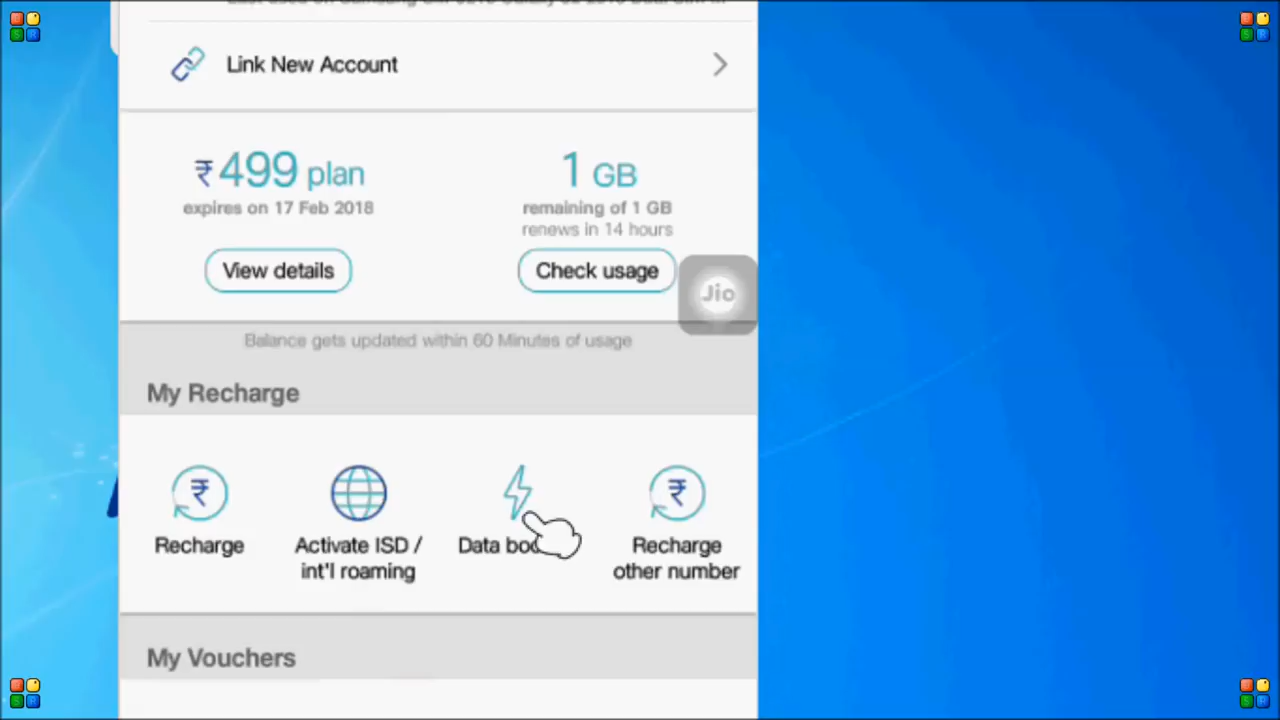 Link New Account
₹ 499 plan
expires on 17 Feb 2018
View details
1 GB
remaining of 1 GB
renews in 14 hours
Check usage
Jio
Balance gets updated within 60 Minutes of usage
My Recharge
Recharge
Activate ISD /
int'l roaming
Data
Recharge
other number
My Vouchers